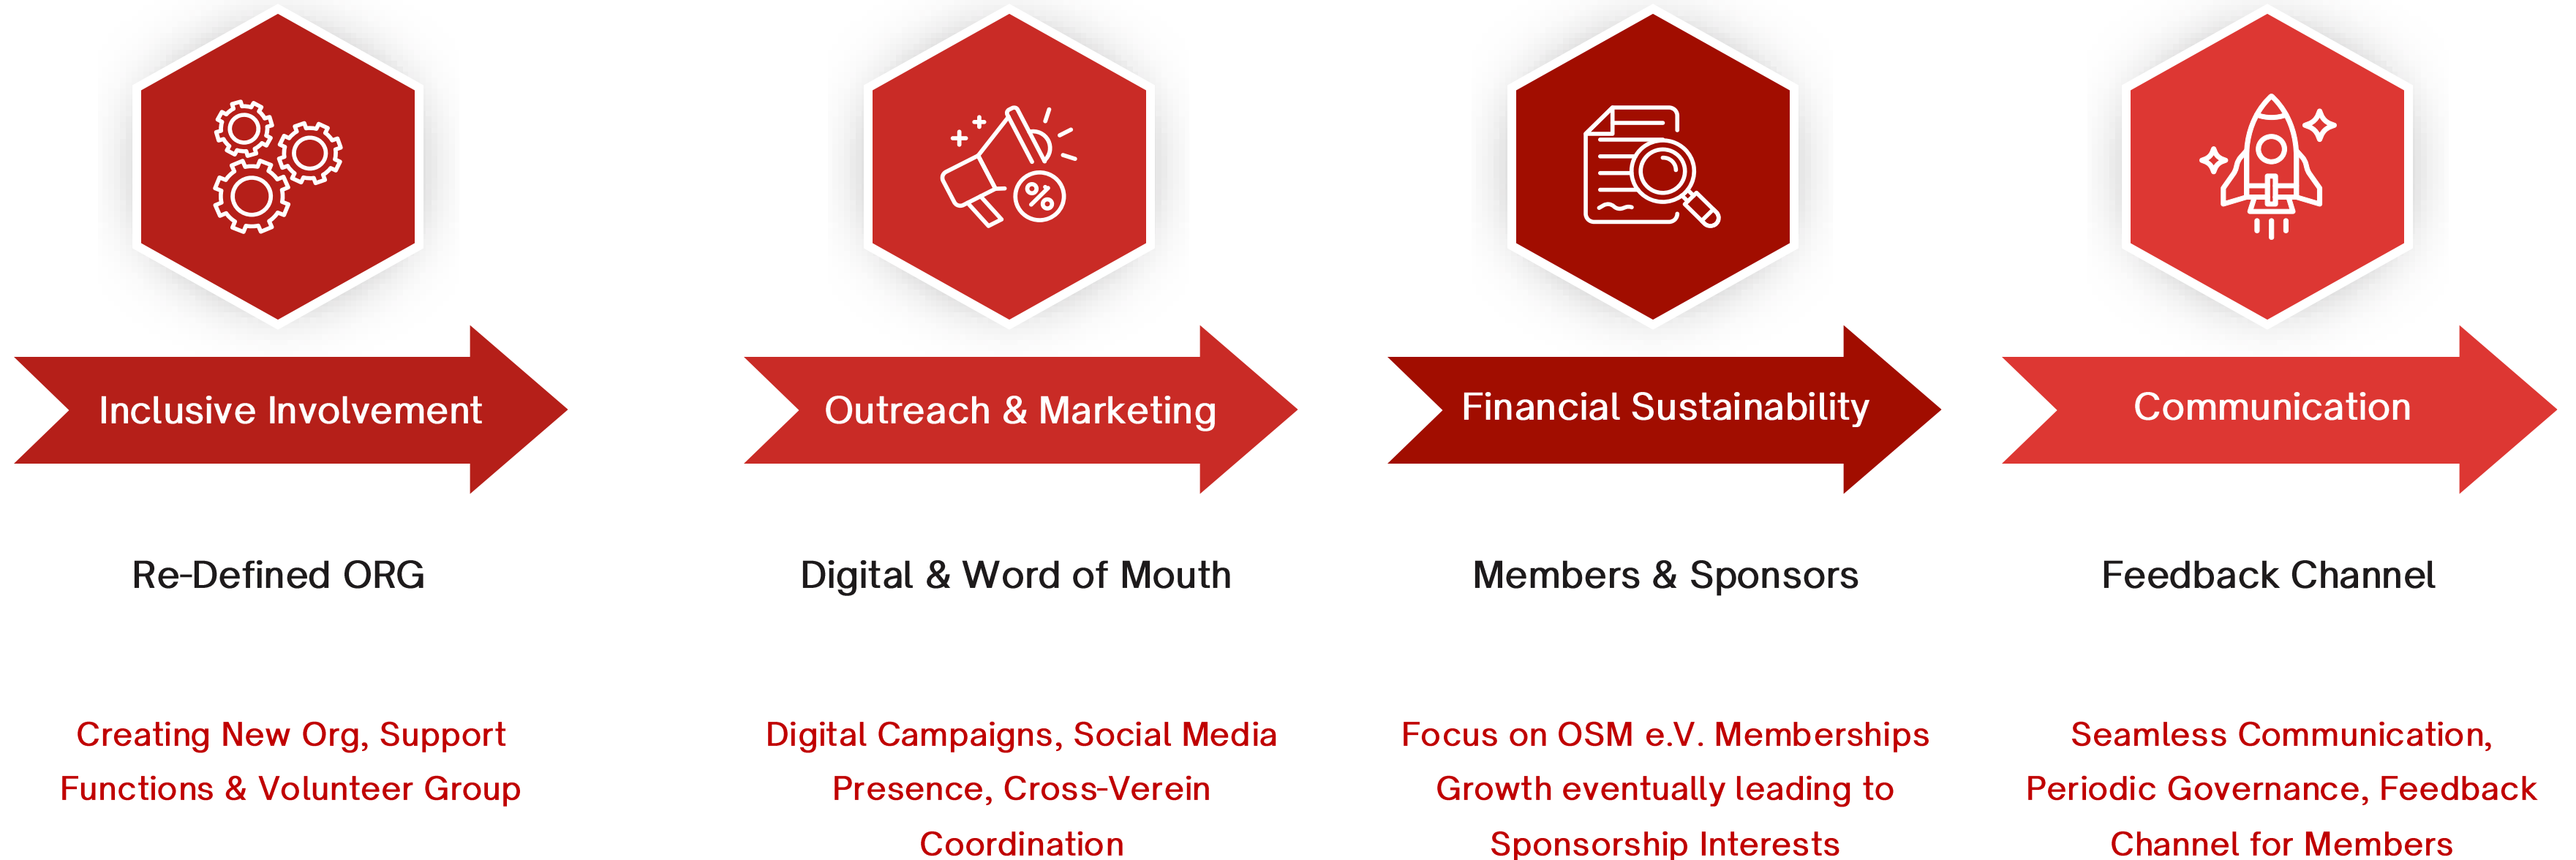 Inclusive Involvement
Re-Defined ORG
Creating New Org, Support
Functions & Volunteer Group
%
Outreach & Marketing
Digital & Word of Mouth
Digital Campaigns, Social Media
Presence, Cross-Verein
Coordination
Financial Sustainability
Members & Sponsors
Focus on OSM e.V. Memberships
Growth eventually leading to
Sponsorship Interests
Communication
Feedback Channel
Seamless Communication,
Periodic Governance, Feedback
Channel for Members